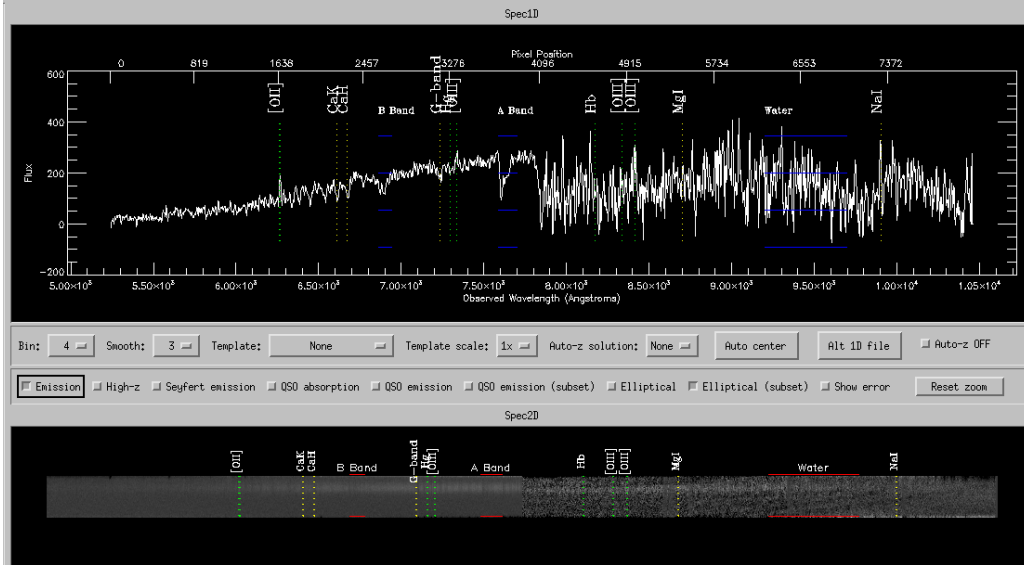 Spec1D
Pixel Position
0 819 1638 2457 3276 4096 4915 5734 6553 7372
600
400
200
0
−200
Flux
[OII] CaK CaH B Band G-band Hg [OIII] A Band Hb [OIII] [OIII] MgI Water NaI
5.00×10³ 5.50×10³ 6.00×10³ 6.50×10³ 7.00×10³ 7.50×10³ 8.00×10³ 8.50×10³ 9.00×10³ 9.50×10³ 1.00×10⁴ 1.05×10⁴
Observed Wavelength (Angstroms)
Bin: 4 Smooth: 3 Template: None Template scale: 1x Auto-z solution: None Auto center Alt 1D file Auto-z OFF
Emission High-z Seyfert emission QSO absorption QSO emission QSO emission (subset) Elliptical Elliptical (subset) Show error Reset zoom
Spec2D
[OII] CaK CaH B Band G-band Hg [OIII] A Band Hb [OIII] [OIII] MgI Water NaI